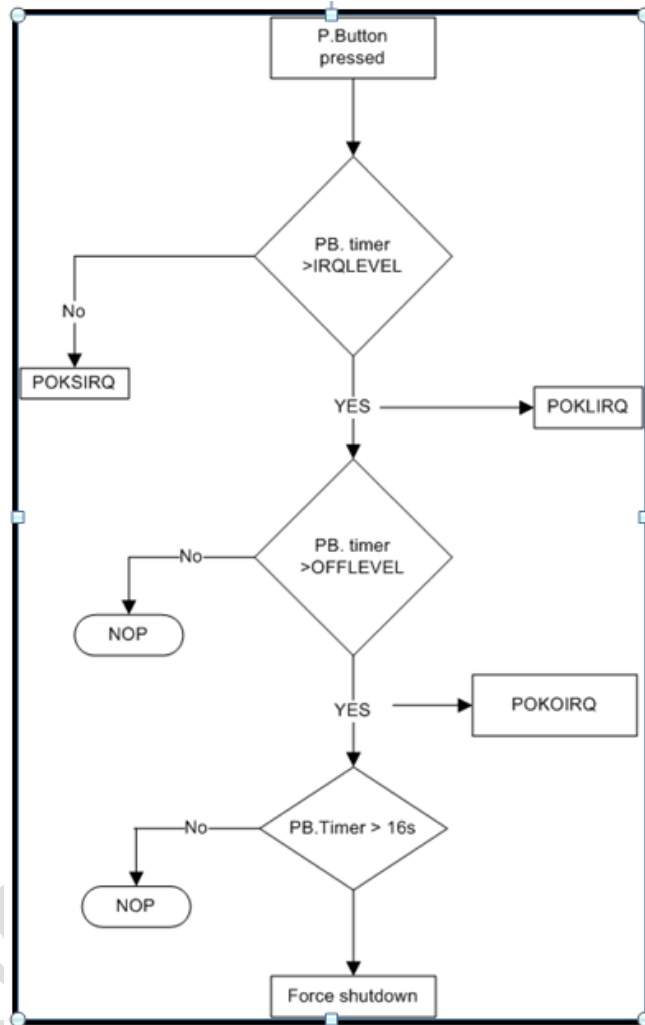 P.Button
pressed
PB. timer
>IRQLEVEL
No
POKSIRQ
YES
POKLIRQ
PB. timer
>OFFLEVEL
No
NOP
YES
POKOIRQ
PB.Timer > 16s
No
NOP
Force shutdown